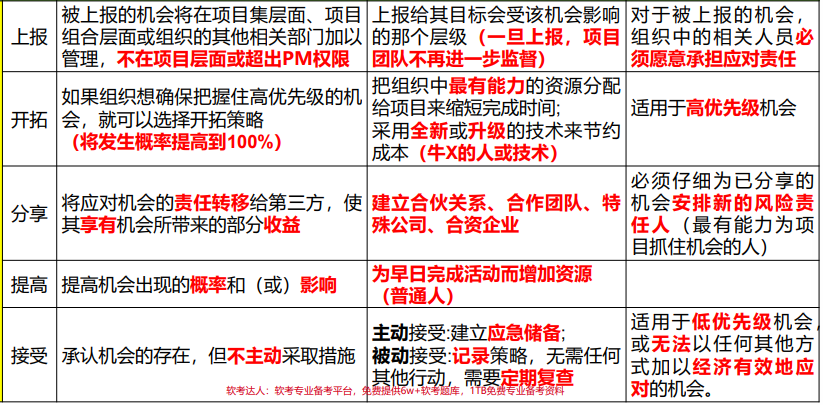 上报
被上报的机会将在项目集层面、项目
组合层面或组织的其他相关部门加以
管理，不在项目层面或超出PM权限
上报给其目标会受该机会影响
的那个层级（一旦上报，项目
团队不再进一步监督）
对于被上报的机会，
组织中的相关人员必
须愿意承担应对责任
开拓
如果组织想确保把握住高优先级的机
会，就可以选择开拓策略
（将发生概率提高到100%）
把组织中最有能力的资源分配
给项目来缩短完成时间;
采用全新或升级的技术来节约
成本（牛X的人或技术）
适用于高优先级机会
分享
将应对机会的责任转移给第三方，使
其享有机会所带来的部分收益
建立合伙关系、合作团队、特
殊公司、合资企业
必须仔细为已分享的
机会安排新的风险责
任人（最有能力为项
目抓住机会的人）
提高
提高机会出现的概率和（或）影响
为早日完成活动而增加资源
（普通人）
接受
承认机会的存在，但不主动采取措施
主动接受:建立应急储备;
被动接受:记录策略，无需任何
其他行动，需要定期复查
适用于低优先级机会，
或无法以任何其他方
式加以经济有效地应
对的机会。
软考达人：软考专业备考平台，免费提供6w+软考题库，1TB免费专业备考资料